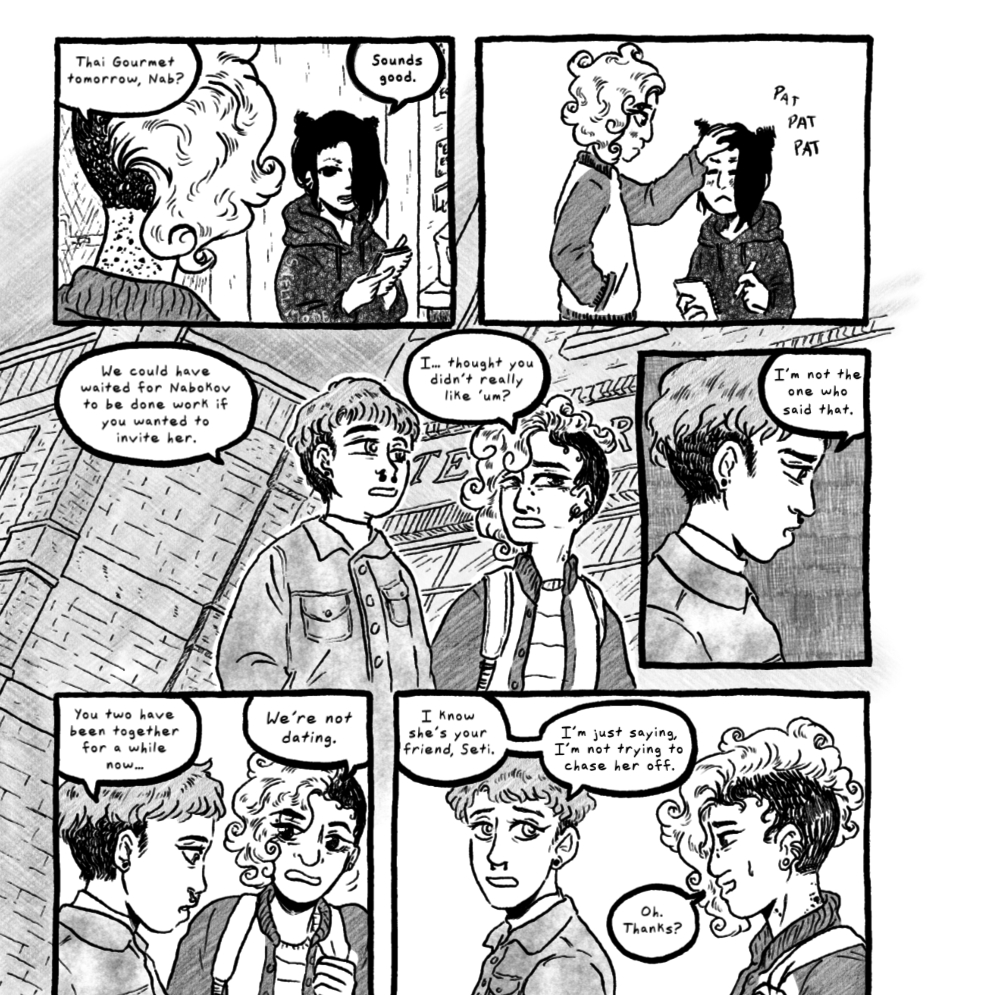 Thai Gourmet
tomorrow, Nab?
Sounds
good.
PAT
PAT
PAT
We could have
waited for Nabokov
to be done work if
you wanted to
invite her.
I... thought you
didn't really
like 'um?
I'm not the
one who
said that.
You two have
been together
for a while
now...
We're not
dating.
I know
she's your
friend, Seti.
I'm just saying,
I'm not trying to
chase her off.
Oh.
Thanks?